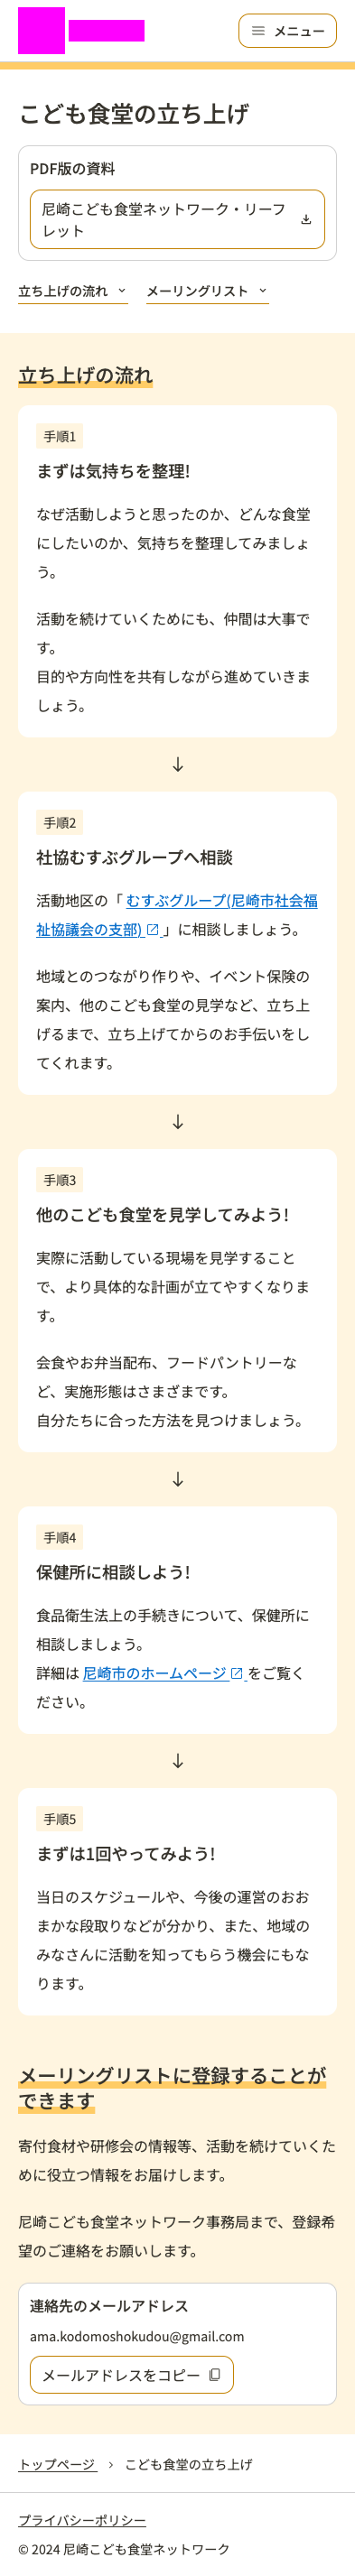 メニュー
こども食堂の立ち上げ
PDF版の資料
尼崎こども食堂ネットワーク・リーフ
レット
立ち上げの流れ
メーリングリスト
立ち上げの流れ
手順1
まずは気持ちを整理!
なぜ活動しようと思ったのか、どんな食堂
にしたいのか、気持ちを整理してみましょ
う。
活動を続けていくためにも、仲間は大事で
す。
目的や方向性を共有しながら進めていきま
しょう。
手順2
社協むすぶグループへ相談
活動地区の「むすぶグループ(尼崎市社会福
祉協議会の支部)」に相談しましょう。
地域とのつながり作りや、イベント保険の
案内、他のこども食堂の見学など、立ち上
げるまで、立ち上げてからのお手伝いをし
てくれます。
手順3
他のこども食堂を見学してみよう!
実際に活動している現場を見学すること
で、より具体的な計画が立てやすくなりま
す。
会食やお弁当配布、フードパントリーな
ど、実施形態はさまざまです。
自分たちに合った方法を見つけましょう。
手順4
保健所に相談しよう!
食品衛生法上の手続きについて、保健所に
相談しましょう。
詳細は尼崎市のホームページをご覧く
ださい。
手順5
まずは1回やってみよう!
当日のスケジュールや、今後の運営のおお
まかな段取りなどが分かり、また、地域の
みなさんに活動を知ってもらう機会にもな
ります。
メーリングリストに登録することが
できます
寄付食材や研修会の情報等、活動を続けていくた
めに役立つ情報をお届けします。
尼崎こども食堂ネットワーク事務局まで、登録希
望のご連絡をお願いします。
連絡先のメールアドレス
ama.kodomoshokudou@gmail.com
メールアドレスをコピー
トップページ › こども食堂の立ち上げ
プライバシーポリシー
© 2024 尼崎こども食堂ネットワーク